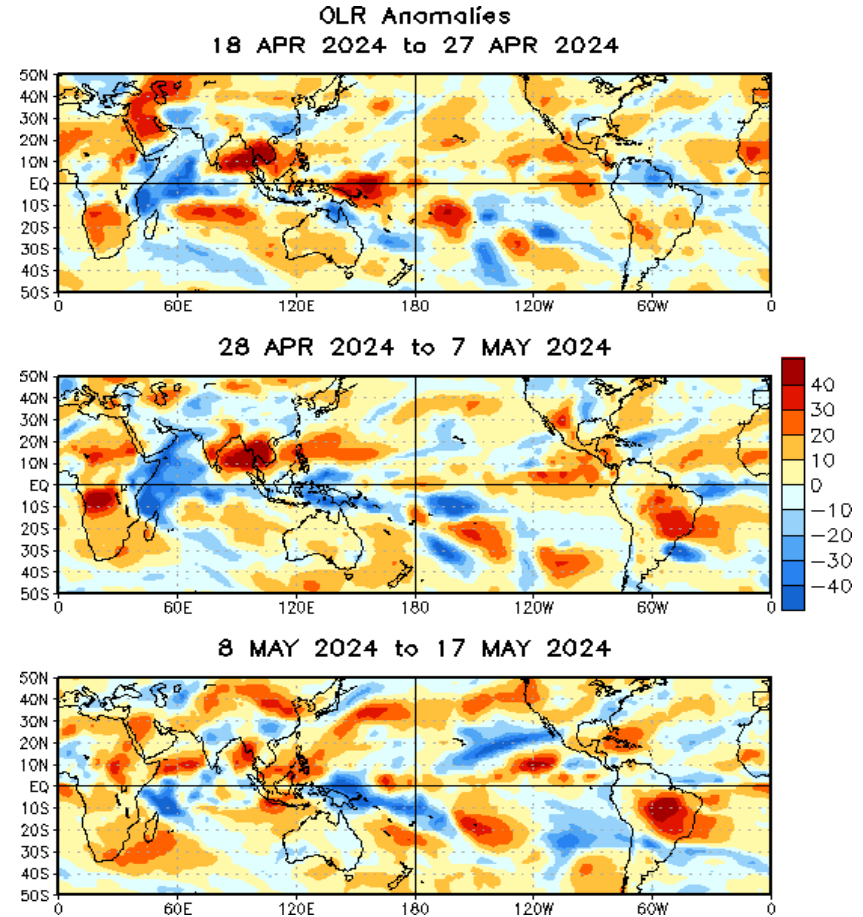 OLR Anomalies
18 APR 2024 to 27 APR 2024
50N
40N
30N
20N
10N
EQ
10S
20S
30S
40S
50S
0 60E 120E 180 120W 60W 0
28 APR 2024 to 7 MAY 2024
50N
40N
30N
20N
10N
EQ
10S
20S
30S
40S
50S
0 60E 120E 180 120W 60W 0
40
30
20
10
0
-10
-20
-30
-40
8 MAY 2024 to 17 MAY 2024
50N
40N
30N
20N
10N
EQ
10S
20S
30S
40S
50S
0 60E 120E 180 120W 60W 0